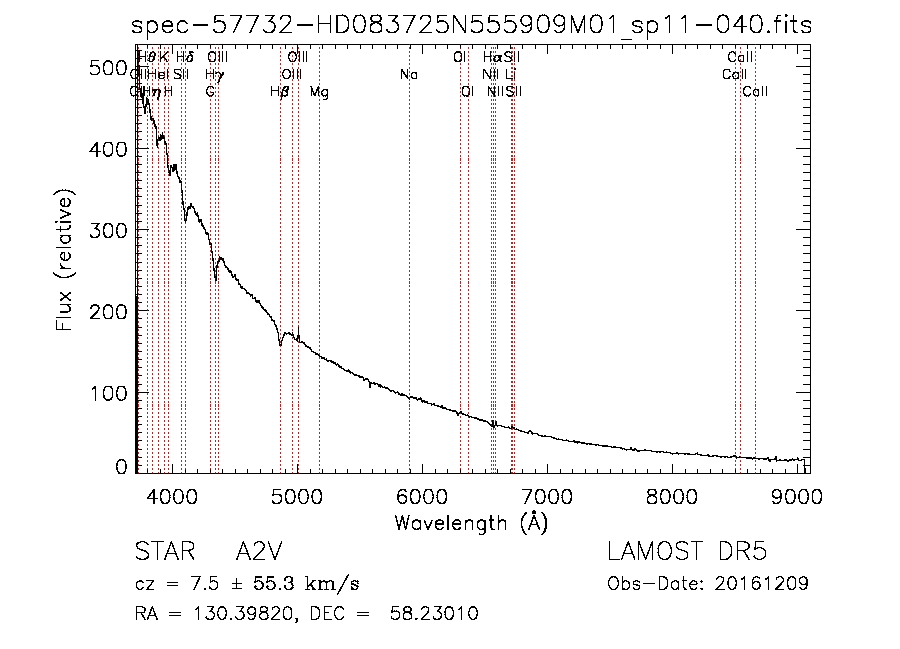 spec-57732-HD083725N555909M01_sp11-040.fits
Hθ K Hδ OIII OIII OI Hα SII CaII
OII HeI SII Hγ OIII NII Li CaII
OII Hη H G Hβ Mg OI NII SII CaII
Na
500
400
300
200
100
0
Flux (relative)
4000 5000 6000 7000 8000 9000
Wavelength (Å)
STAR A2V LAMOST DR5
cz = 7.5 ± 55.3 km/s Obs-Date: 20161209
RA = 130.39820, DEC = 58.23010